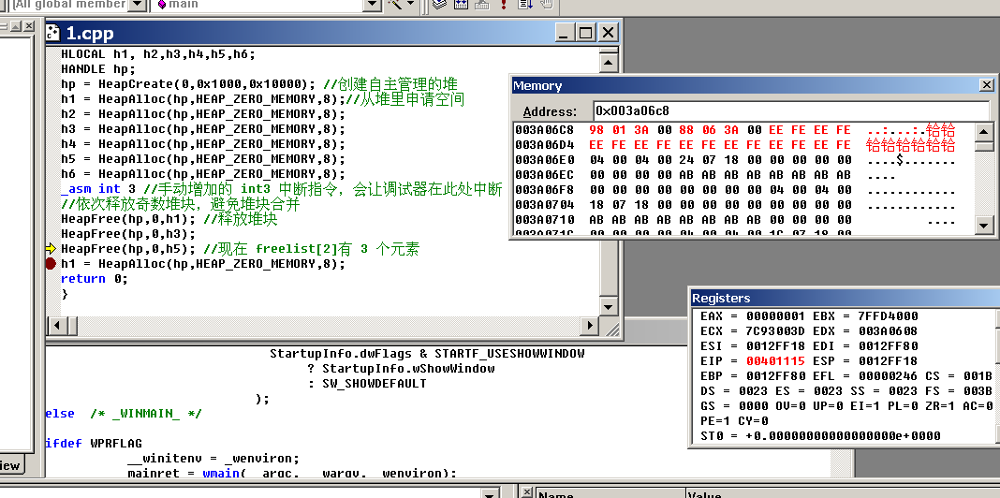 [All global member
main
1.cpp
HLOCAL h1, h2,h3,h4,h5,h6;
HANDLE hp;
hp = HeapCreate(0,0x1000,0x10000); //创建自主管理的堆
h1 = HeapAlloc(hp,HEAP_ZERO_MEMORY,8);//从堆里申请空间
h2 = HeapAlloc(hp,HEAP_ZERO_MEMORY,8);
h3 = HeapAlloc(hp,HEAP_ZERO_MEMORY,8);
h4 = HeapAlloc(hp,HEAP_ZERO_MEMORY,8);
h5 = HeapAlloc(hp,HEAP_ZERO_MEMORY,8);
h6 = HeapAlloc(hp,HEAP_ZERO_MEMORY,8);
_asm int 3 //手动增加的 int3 中断指令，会让调试器在此处中断
//依次释放奇数堆块，避免堆块合并
HeapFree(hp,0,h1); //释放堆块
HeapFree(hp,0,h3);
HeapFree(hp,0,h5); //现在 freelist[2]有 3 个元素
h1 = HeapAlloc(hp,HEAP_ZERO_MEMORY,8);
return 0;
}
Memory
Address: 0x003a06c8
003A06C8 98 01 3A 00 88 06 3A 00 EE FE EE FE ..:...:.铪铪
003A06D4 EE FE EE FE EE FE EE FE EE FE EE FE 铪铪铪铪铪铪
003A06E0 04 00 04 00 24 07 18 00 00 00 00 00 ....$.......
003A06EC 00 00 00 00 AB AB AB AB AB AB AB AB ....
003A06F8 00 00 00 00 00 00 00 00 04 00 04 00 ............
003A0704 18 07 18 00 00 00 00 00 00 00 00 00 ............
003A0710 AB AB AB AB AB AB AB AB 00 00 00 00 ....
003A071C 00 00 00 00 04 00 04 00 1C 07 18 00 ............
Registers
EAX = 00000001 EBX = 7FFD4000
ECX = 7C93003D EDX = 003A0608
ESI = 0012FF18 EDI = 0012FF80
EIP = 00401115 ESP = 0012FF18
EBP = 0012FF80 EFL = 00000246 CS = 001B
DS = 0023 ES = 0023 SS = 0023 FS = 003B
GS = 0000 OV=0 UP=0 EI=1 PL=0 ZR=1 AC=0
PE=1 CY=0
ST0 = +0.00000000000000000e+0000
StartupInfo.dwFlags & STARTF_USESHOWWINDOW
? StartupInfo.wShowWindow
: SW_SHOWDEFAULT
);
else /* _WINMAIN_ */
ifdef WPRFLAG
__winitenv = _wenviron;
mainret = wmain(__argc, __wargv, _wenviron);
iew
Name
Value